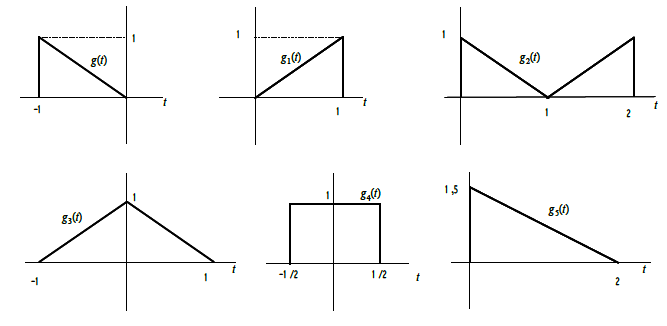 1
g(t)
-1
t
1
g₁(t)
1
t
1
g₂(t)
1
2
t
1
g₃(t)
-1
1
t
1
g₄(t)
-1/2
1/2
t
1,5
g₅(t)
2
t